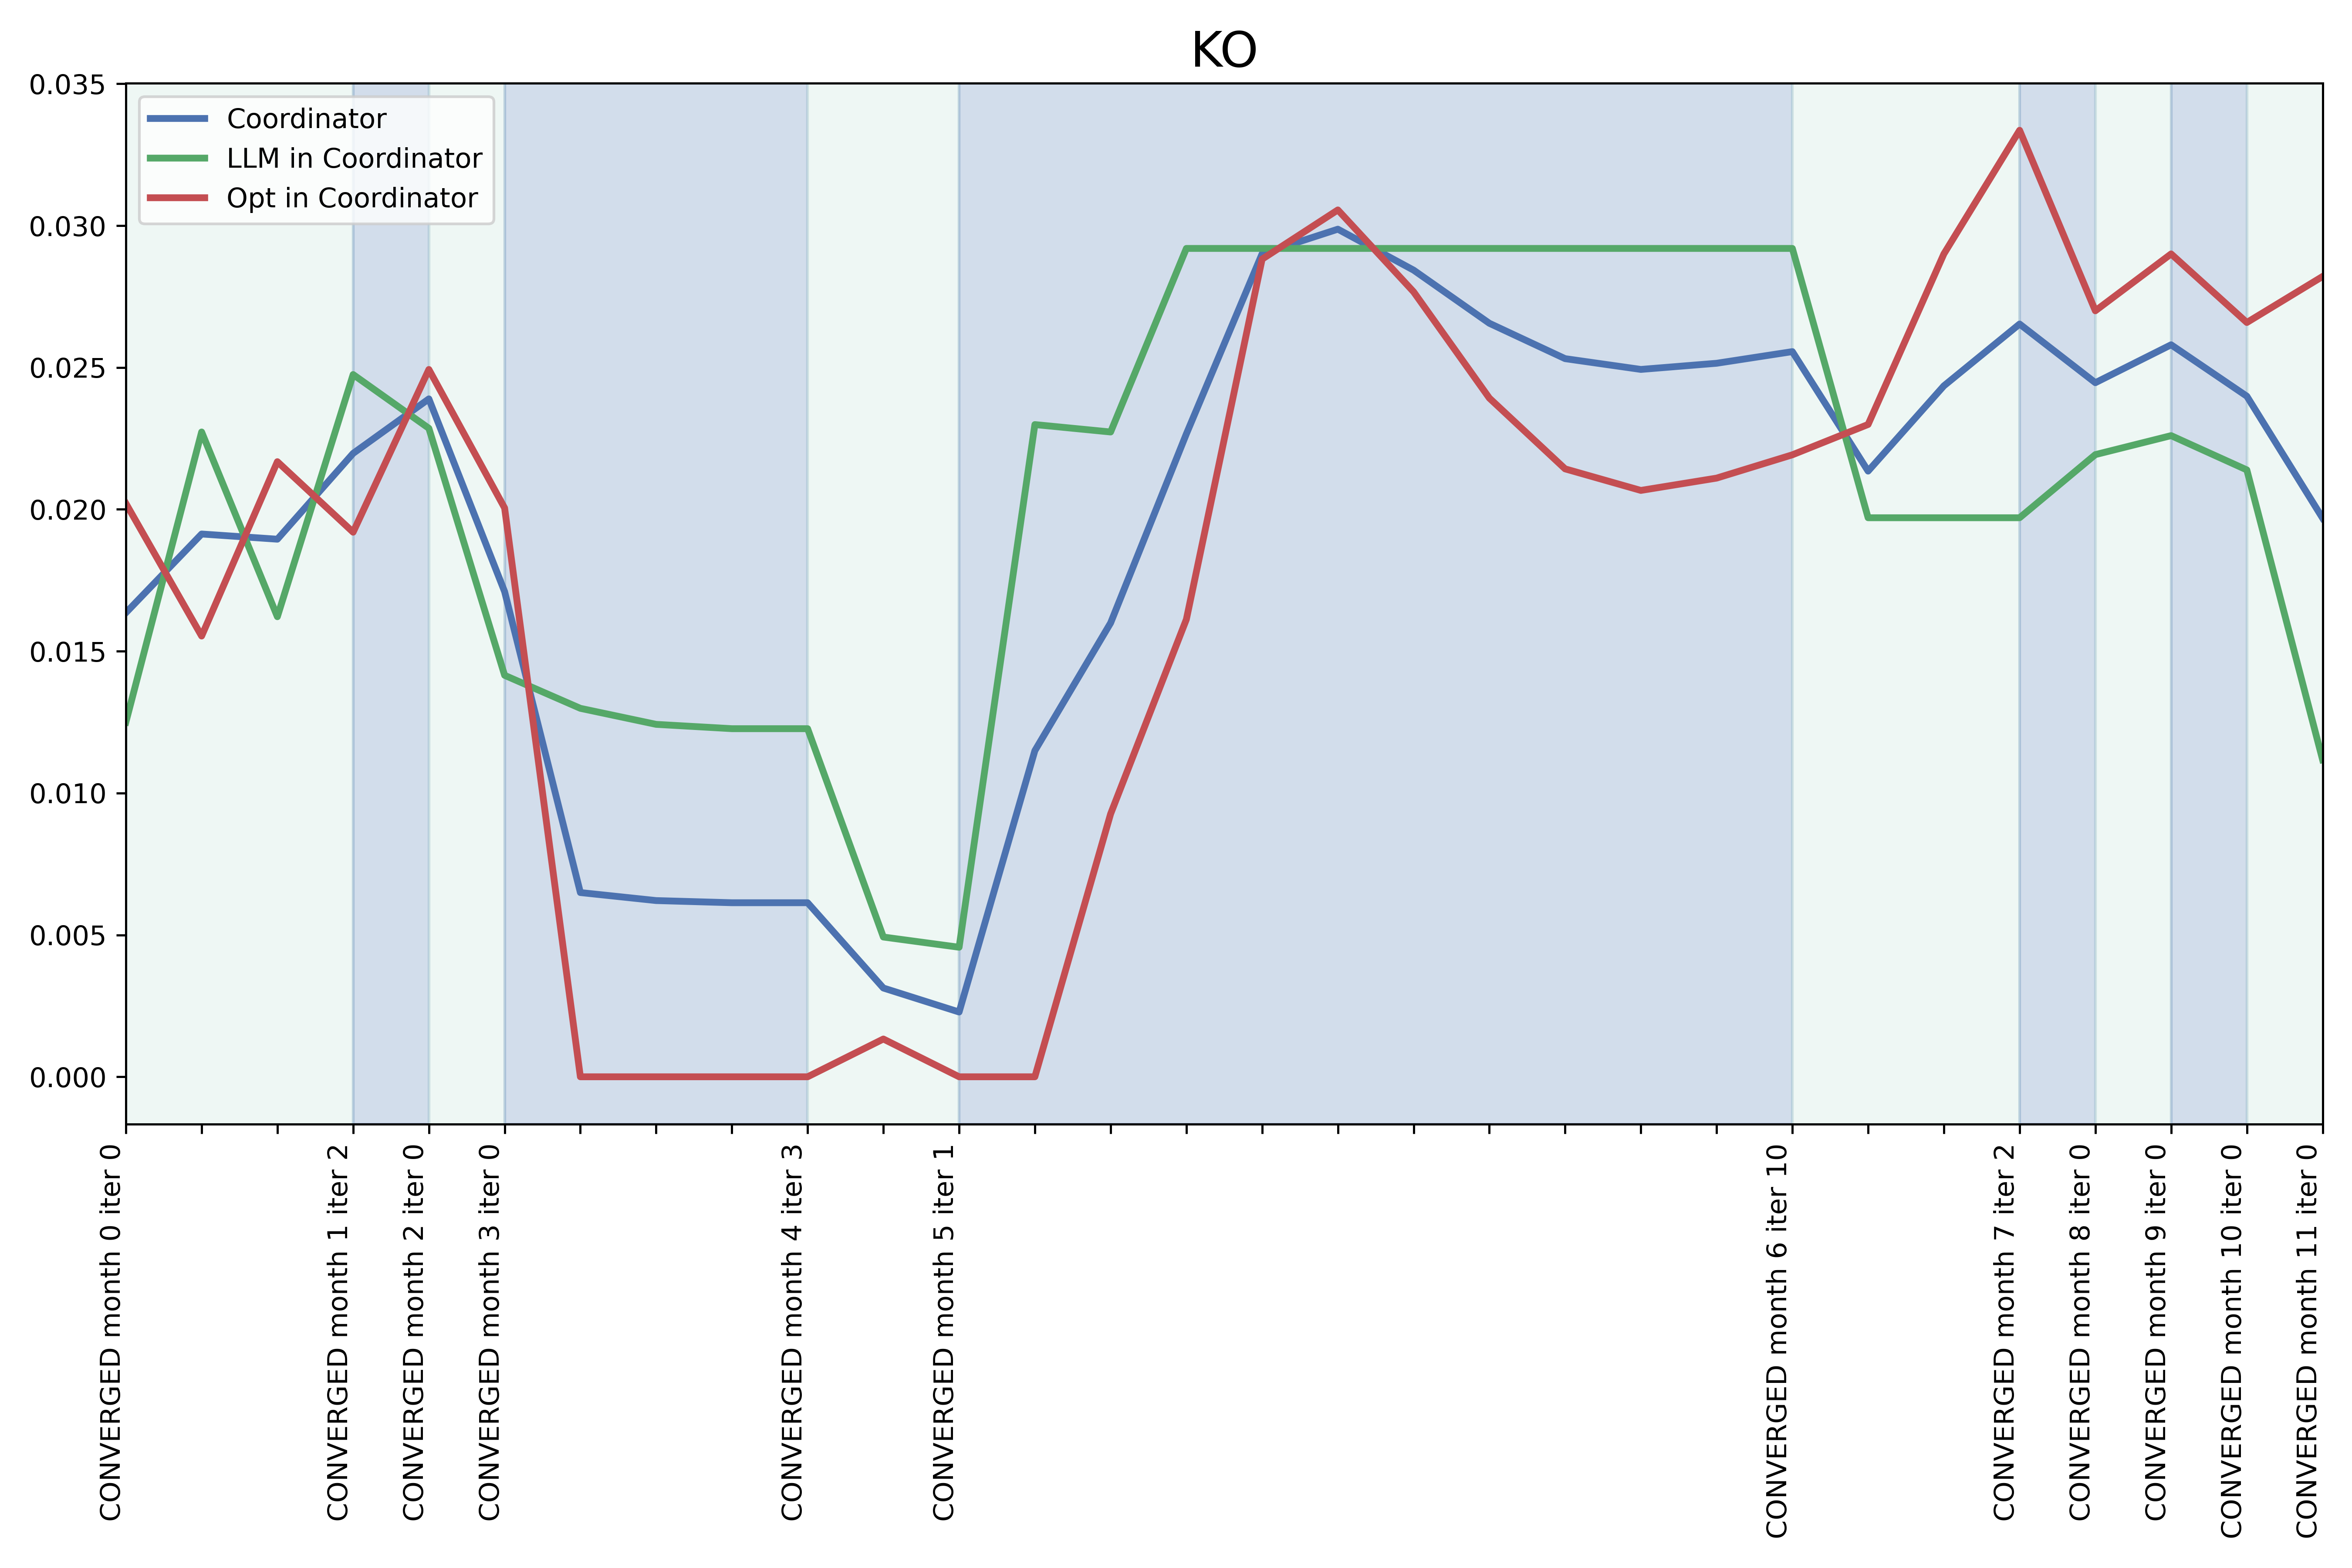 KO
0.035
0.030
0.025
0.020
0.015
0.010
0.005
0.000
Coordinator
LLM in Coordinator
Opt in Coordinator
CONVERGED month 0 iter 0
CONVERGED month 1 iter 2
CONVERGED month 2 iter 0
CONVERGED month 3 iter 0
CONVERGED month 4 iter 3
CONVERGED month 5 iter 1
CONVERGED month 6 iter 10
CONVERGED month 7 iter 2
CONVERGED month 8 iter 0
CONVERGED month 9 iter 0
CONVERGED month 10 iter 0
CONVERGED month 11 iter 0